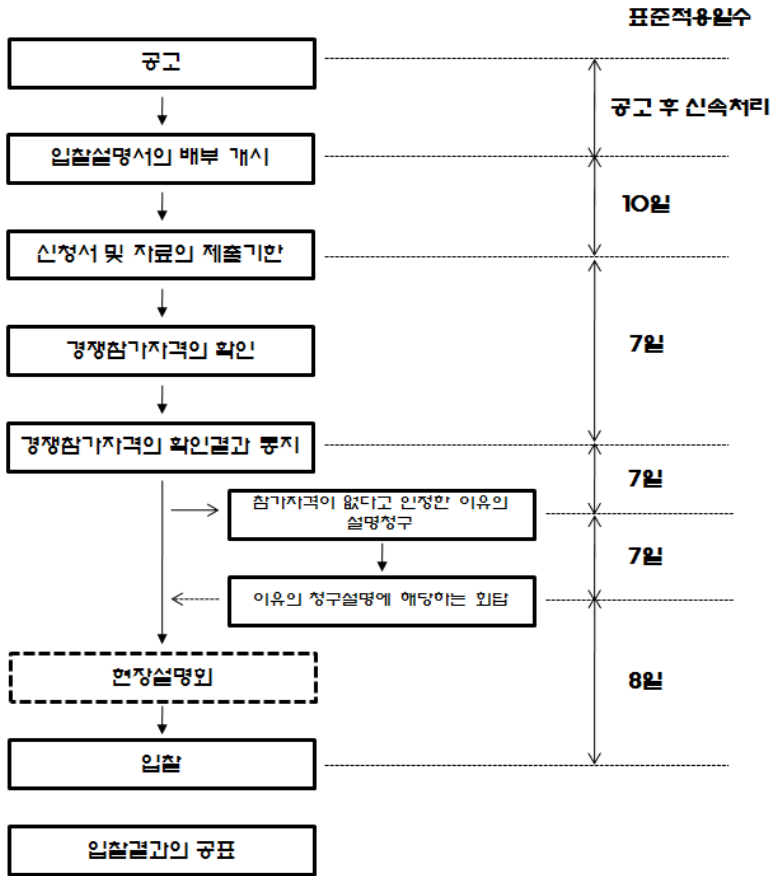 표준적용일수
공고
공고 후 신속처리
입찰설명서의 배부 개시
10일
신청서 및 자료의 제출기한
7일
경쟁참가자격의 확인
경쟁참가자격의 확인결과 통지
7일
참가자격이 없다고 인정한 이유의
설명청구
7일
이유의 청구설명에 해당하는 회답
현장설명회
8일
입찰
입찰결과의 공표